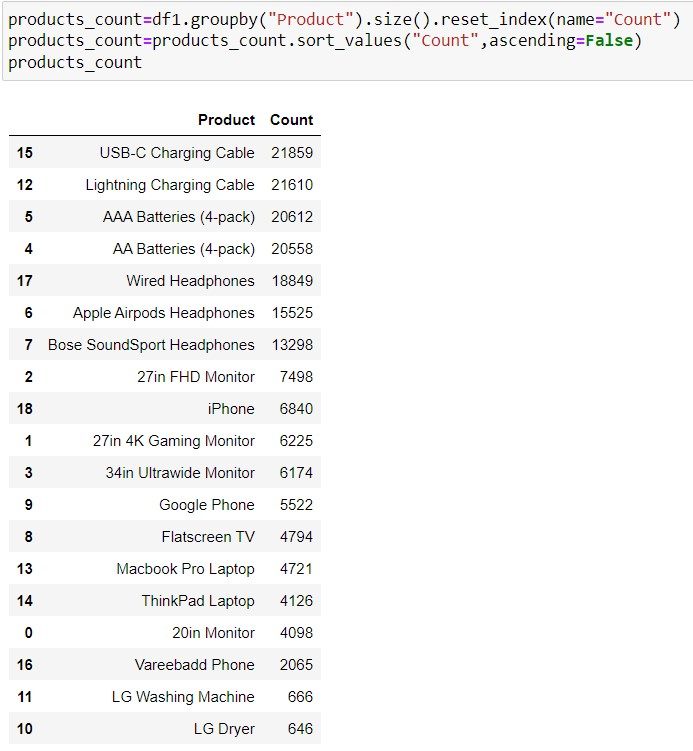 products_count=df1.groupby("Product").size().reset_index(name="Count")
products_count=products_count.sort_values("Count",ascending=False)
products_count
Product Count
15 USB-C Charging Cable 21859
12 Lightning Charging Cable 21610
5 AAA Batteries (4-pack) 20612
4 AA Batteries (4-pack) 20558
17 Wired Headphones 18849
6 Apple Airpods Headphones 15525
7 Bose SoundSport Headphones 13298
2 27in FHD Monitor 7498
18 iPhone 6840
1 27in 4K Gaming Monitor 6225
3 34in Ultrawide Monitor 6174
9 Google Phone 5522
8 Flatscreen TV 4794
13 Macbook Pro Laptop 4721
14 ThinkPad Laptop 4126
0 20in Monitor 4098
16 Vareebadd Phone 2065
11 LG Washing Machine 666
10 LG Dryer 646